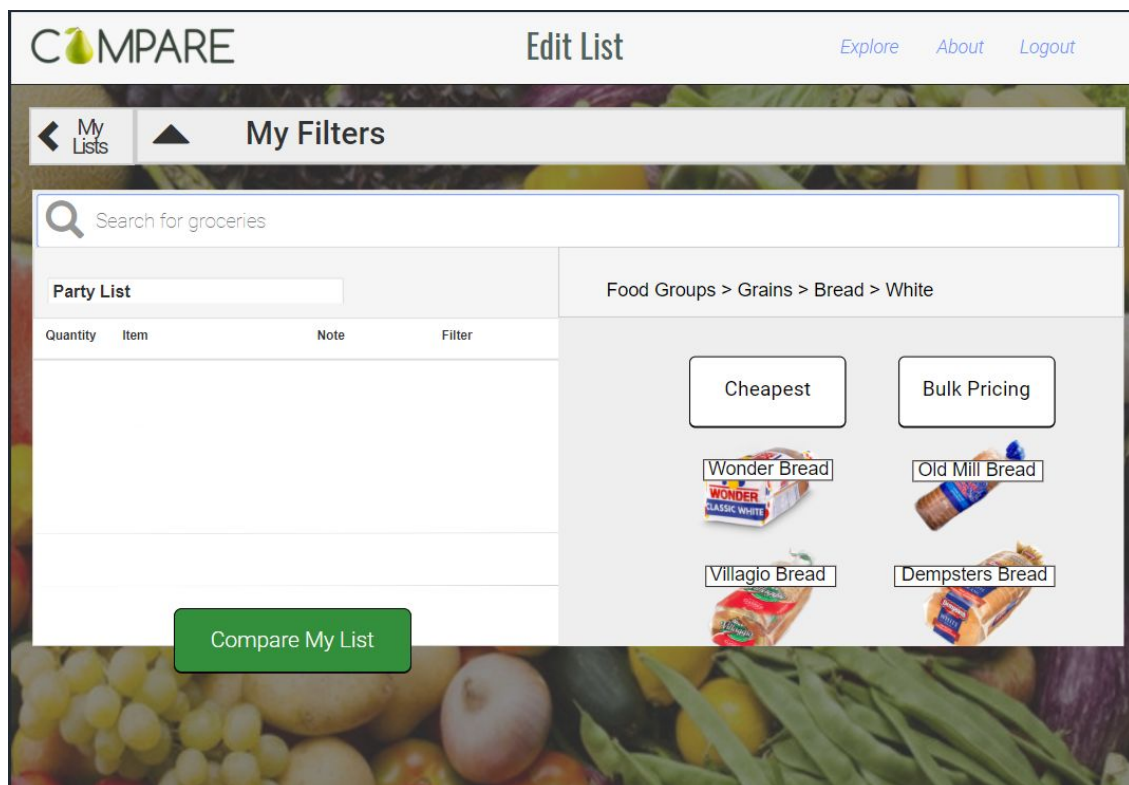 COMPARE
Edit List
Explore About Logout
My Lists
My Filters
Search for groceries
Party List
Food Groups > Grains > Bread > White
Quantity Item Note Filter
Cheapest
Bulk Pricing
Wonder Bread
Old Mill Bread
WONDER
CLASSIC WHITE
Villagio Bread
Dempsters Bread
Compare My List